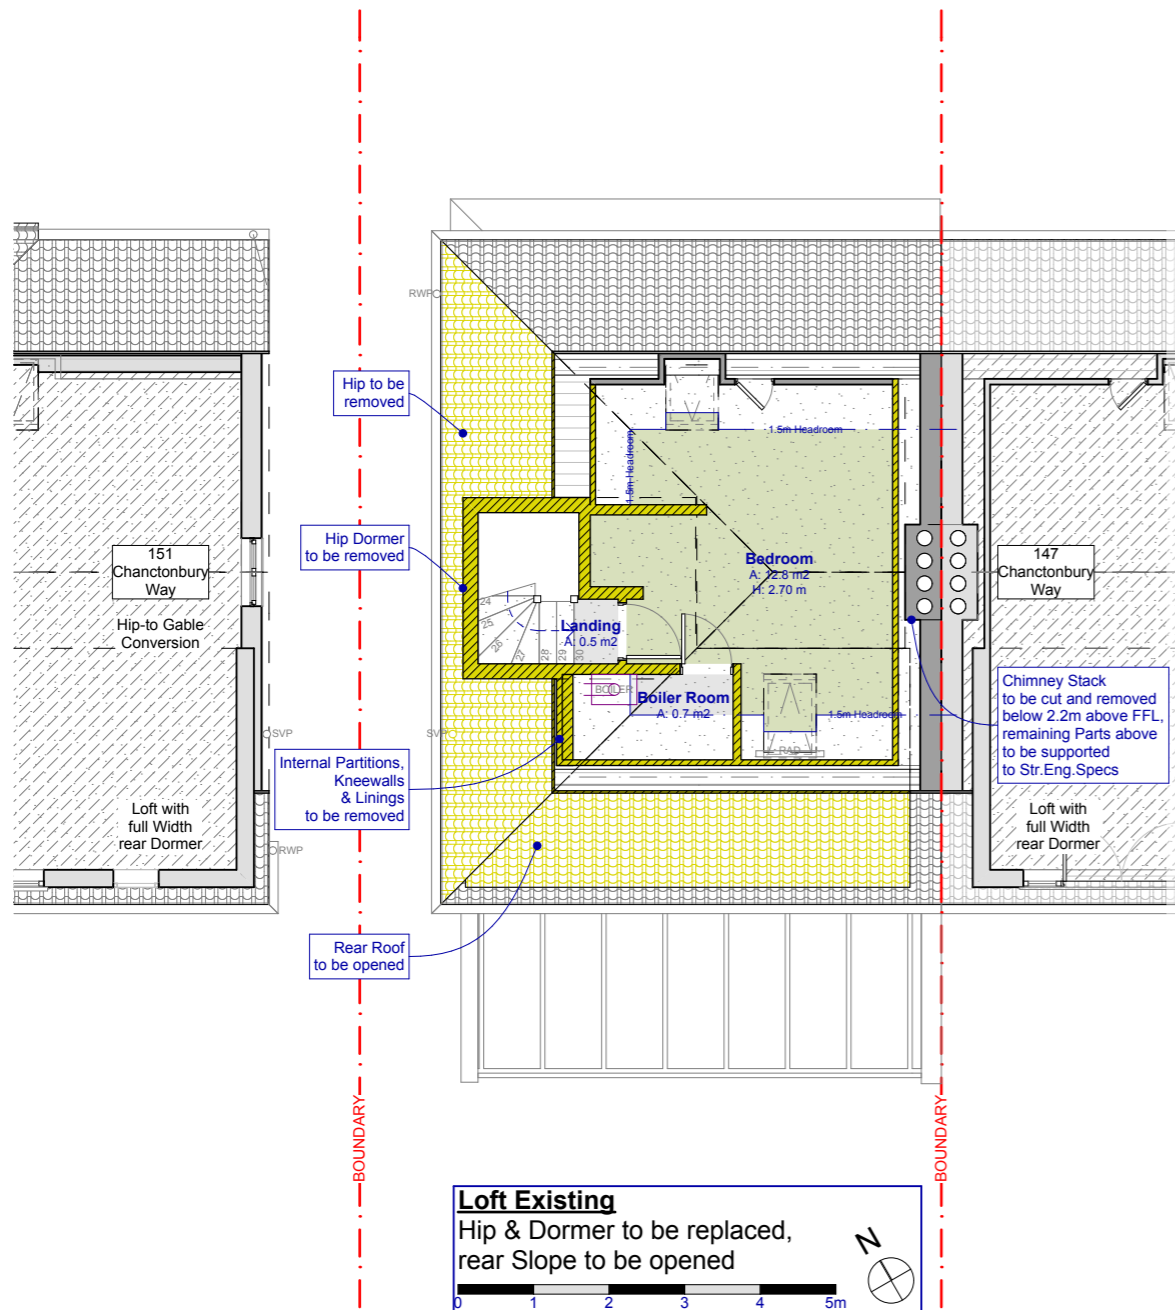 RWP
Hip to be
removed
1.5m Headroom
1.5m Headroom
Hip Dormer
to be removed
151
Chanctonbury
Way
Hip-to Gable
Conversion
Bedroom
A: 12.8 m2
H: 2.70 m
147
Chanctonbury
Way
24
25
26
27
28
29
30
Landing
A: 0.5 m2
BOILER
Boiler Room
A: 0.7 m2
1.5m Headroom
RAD
Chimney Stack
to be cut and removed
below 2.2m above FFL,
remaining Parts above
to be supported
to Str.Eng.Specs
SVP
SVP
Internal Partitions,
Kneewalls
& Linings
to be removed
Loft with
full Width
rear Dormer
RWP
Loft with
full Width
rear Dormer
Rear Roof
to be opened
BOUNDARY
BOUNDARY
Loft Existing
Hip & Dormer to be replaced,
rear Slope to be opened
N
0 1 2 3 4 5m